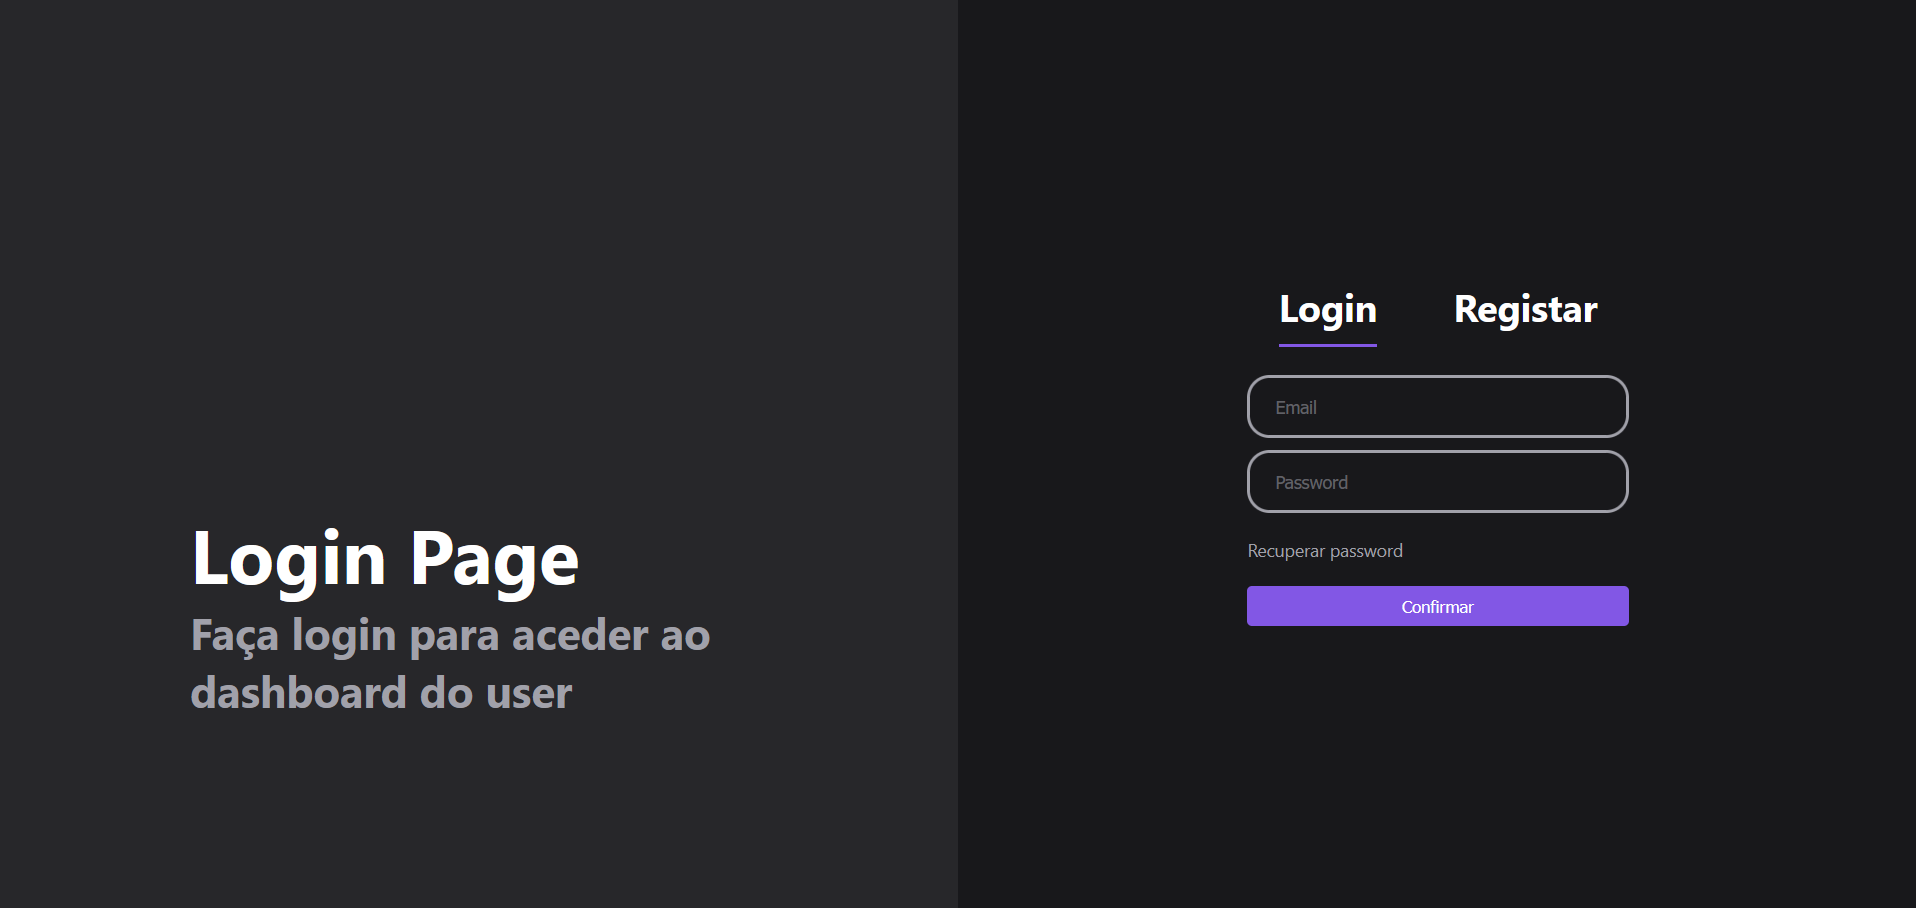 Login Page
Faça login para aceder ao
dashboard do user
Login
Registar
Email
Password
Recuperar password
Confirmar